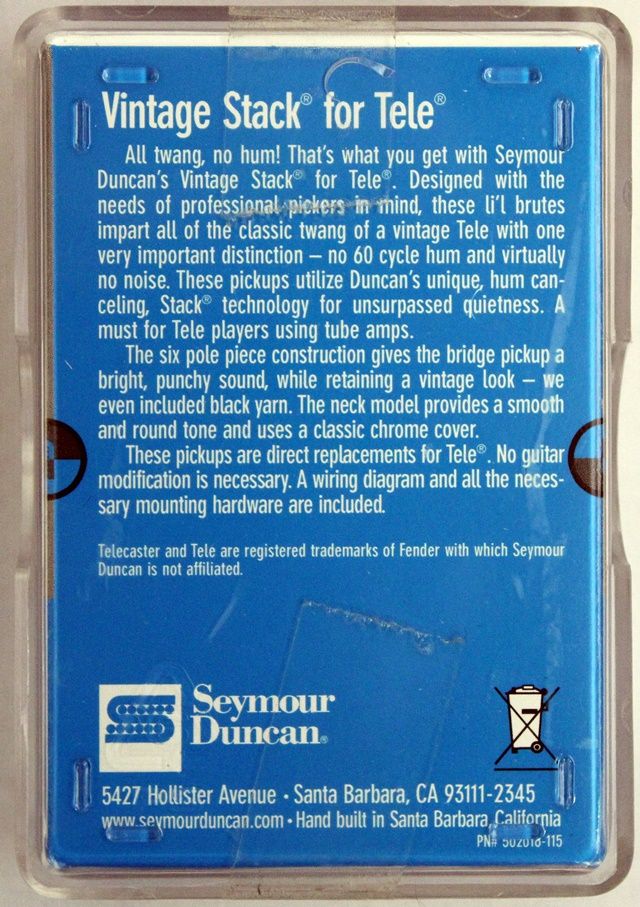 Vintage Stack® for Tele®
All twang, no hum! That's what you get with Seymour
Duncan's Vintage Stack® for Tele®. Designed with the
needs of professional pickers in mind, these li'l brutes
impart all of the classic twang of a vintage Tele with one
very important distinction – no 60 cycle hum and virtually
no noise. These pickups utilize Duncan's unique, hum can-
celing, Stack® technology for unsurpassed quietness. A
must for Tele players using tube amps.
The six pole piece construction gives the bridge pickup a
bright, punchy sound, while retaining a vintage look – we
even included black yarn. The neck model provides a smooth
and round tone and uses a classic chrome cover.
These pickups are direct replacements for Tele®. No guitar
modification is necessary. A wiring diagram and all the neces-
sary mounting hardware are included.
Telecaster and Tele are registered trademarks of Fender with which Seymour
Duncan is not affiliated.
Seymour
Duncan®
5427 Hollister Avenue • Santa Barbara, CA 93111-2345
www.seymourduncan.com • Hand built in Santa Barbara, California
PN# 502018-115